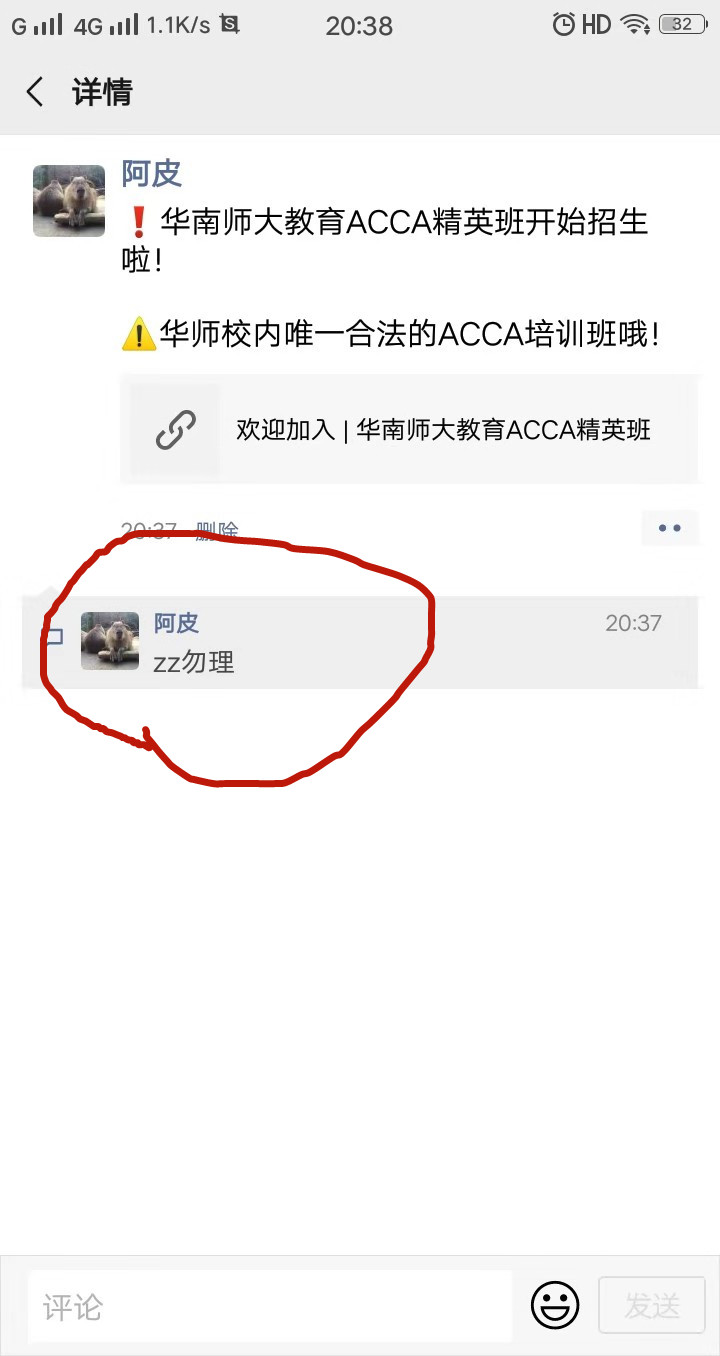 G 4G 1.1K/s 20:38 HD 32
详情
阿皮
❗华南师大教育ACCA精英班开始招生
啦！
⚠️华师校内唯一合法的ACCA培训班哦！
欢迎加入 | 华南师大教育ACCA精英班
20:37 删除
阿皮 20:37
zz勿理
评论 发送